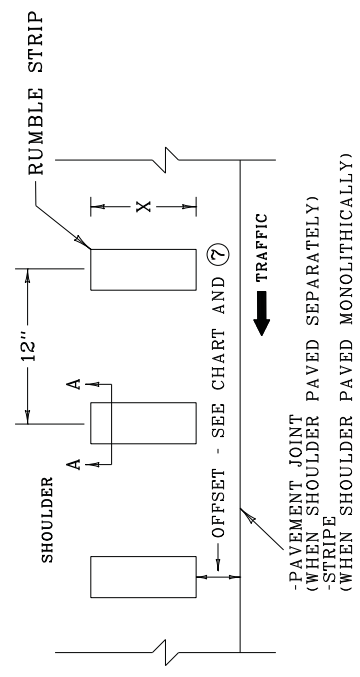 RUMBLE STRIP
12"
X
A
A
SHOULDER
OFFSET - SEE CHART AND 7
TRAFFIC
-PAVEMENT JOINT
(WHEN SHOULDER PAVED SEPARATELY)
-STRIPE
(WHEN SHOULDER PAVED MONOLITHICALLY)